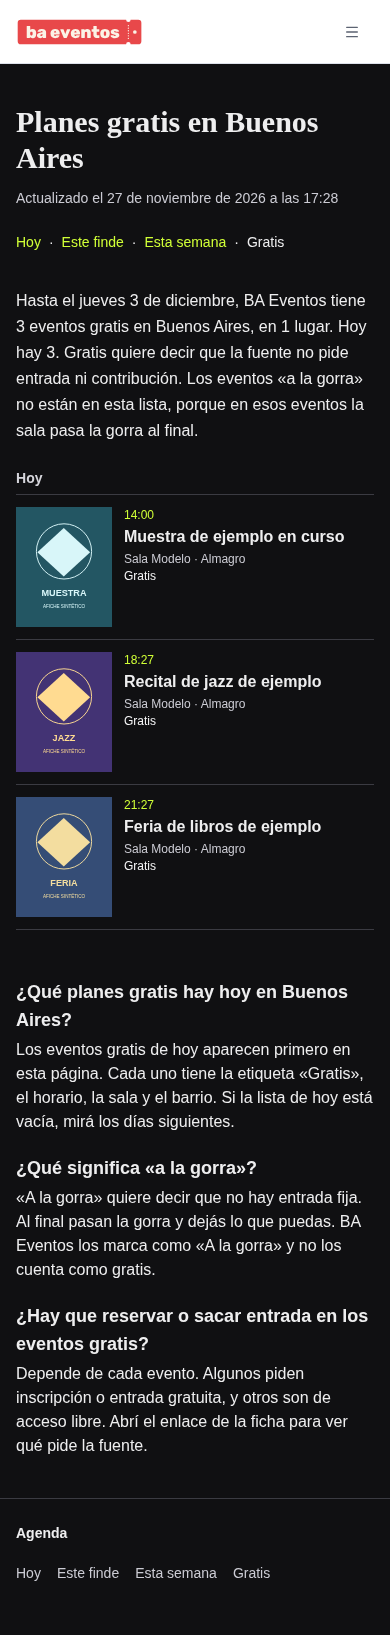 ba eventos
Planes gratis en Buenos
Aires
Actualizado el 27 de noviembre de 2026 a las 17:28
Hoy · Este finde · Esta semana · Gratis
Hasta el jueves 3 de diciembre, BA Eventos tiene
3 eventos gratis en Buenos Aires, en 1 lugar. Hoy
hay 3. Gratis quiere decir que la fuente no pide
entrada ni contribución. Los eventos «a la gorra»
no están en esta lista, porque en esos eventos la
sala pasa la gorra al final.
Hoy
MUESTRA
AFICHE SINTÉTICO
14:00
Muestra de ejemplo en curso
Sala Modelo · Almagro
Gratis
JAZZ
AFICHE SINTÉTICO
18:27
Recital de jazz de ejemplo
Sala Modelo · Almagro
Gratis
FERIA
AFICHE SINTÉTICO
21:27
Feria de libros de ejemplo
Sala Modelo · Almagro
Gratis
¿Qué planes gratis hay hoy en Buenos
Aires?
Los eventos gratis de hoy aparecen primero en
esta página. Cada uno tiene la etiqueta «Gratis»,
el horario, la sala y el barrio. Si la lista de hoy está
vacía, mirá los días siguientes.
¿Qué significa «a la gorra»?
«A la gorra» quiere decir que no hay entrada fija.
Al final pasan la gorra y dejás lo que puedas. BA
Eventos los marca como «A la gorra» y no los
cuenta como gratis.
¿Hay que reservar o sacar entrada en los
eventos gratis?
Depende de cada evento. Algunos piden
inscripción o entrada gratuita, y otros son de
acceso libre. Abrí el enlace de la ficha para ver
qué pide la fuente.
Agenda
Hoy Este finde Esta semana Gratis